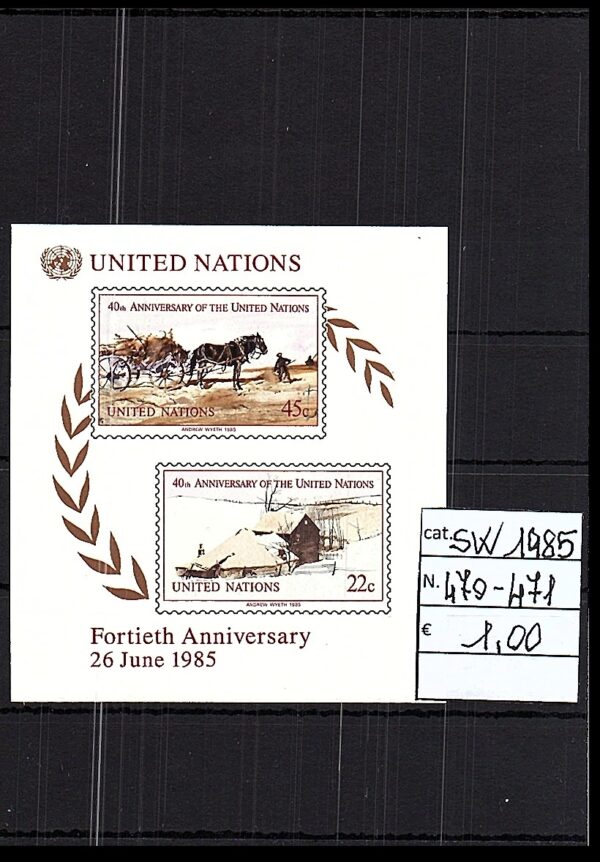 UNITED NATIONS
40th ANNIVERSARY OF THE UNITED NATIONS
UNITED NATIONS 45c
ANDREW WYETH 1985
40th ANNIVERSARY OF THE UNITED NATIONS
UNITED NATIONS 22c
ANDREW WYETH 1985
Fortieth Anniversary
26 June 1985
cat. SW 1985
N. 470-471
€ 1,00